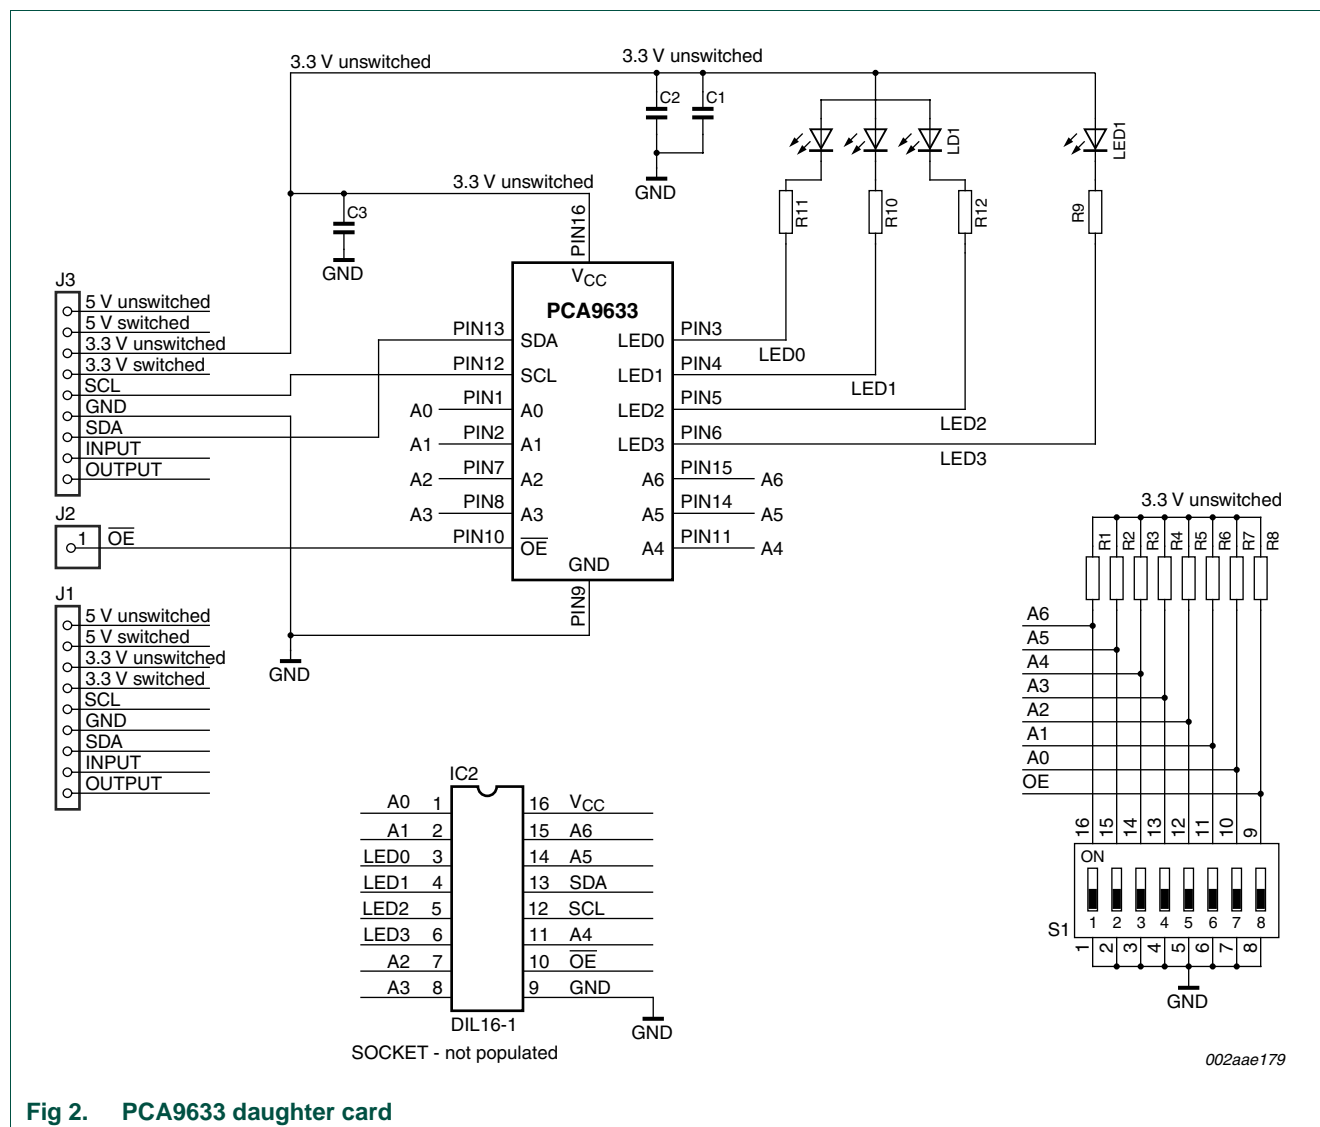 3.3 V unswitched
3.3 V unswitched
C2
C1
LD1
LED1
GND
3.3 V unswitched
C3
GND
PIN16
R11
R10
R12
R9
J3
5 V unswitched
5 V switched
3.3 V unswitched
3.3 V switched
SCL
GND
SDA
INPUT
OUTPUT
VCC
PCA9633
PIN13 SDA
PIN12 SCL
PIN1 A0
A0
PIN2 A1
A1
PIN7 A2
A2
PIN8 A3
A3
PIN10 OE
GND
PIN9
LED0 PIN3
LED0
LED1 PIN4
LED1
LED2 PIN5
LED2
LED3 PIN6
LED3
A6 PIN15 A6
A5 PIN14 A5
A4 PIN11 A4
J2
1 OE
J1
5 V unswitched
5 V switched
3.3 V unswitched
3.3 V switched
SCL
GND
SDA
INPUT
OUTPUT
GND
3.3 V unswitched
R1 R2 R3 R4 R5 R6 R7 R8
A6
A5
A4
A3
A2
A1
A0
OE
16 15 14 13 12 11 10 9
ON
1 2 3 4 5 6 7 8
S1
1 2 3 4 5 6 7 8
GND
IC2
A0 1 16 VCC
A1 2 15 A6
LED0 3 14 A5
LED1 4 13 SDA
LED2 5 12 SCL
LED3 6 11 A4
A2 7 10 OE
A3 8 9 GND
DIL16-1
GND
SOCKET - not populated
002aae179
Fig 2. PCA9633 daughter card